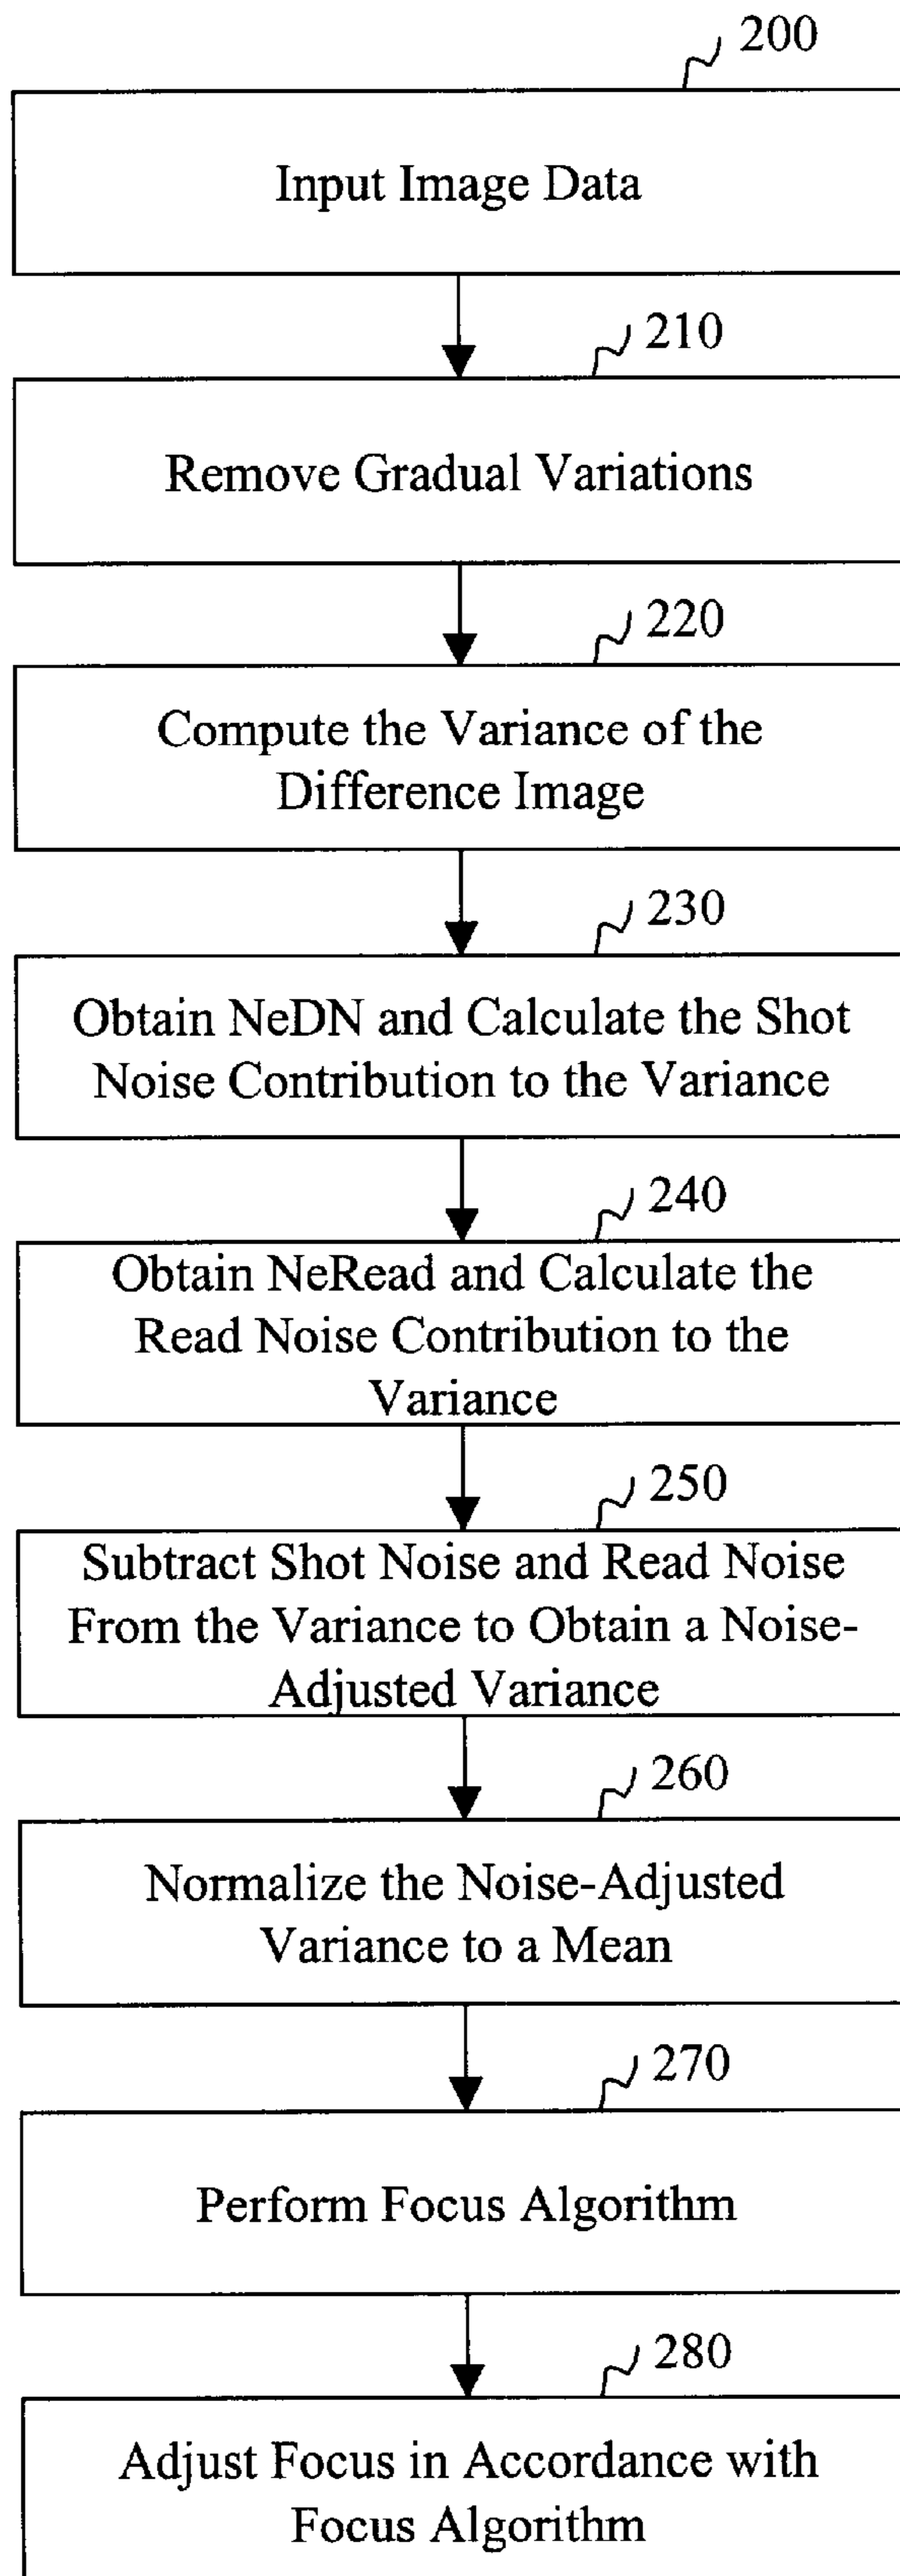 200
Input Image Data
210
Remove Gradual Variations
220
Compute the Variance of the
Difference Image
230
Obtain NeDN and Calculate the Shot
Noise Contribution to the Variance
240
Obtain NeRead and Calculate the
Read Noise Contribution to the
Variance
250
Subtract Shot Noise and Read Noise
From the Variance to Obtain a Noise-
Adjusted Variance
260
Normalize the Noise-Adjusted
Variance to a Mean
270
Perform Focus Algorithm
280
Adjust Focus in Accordance with
Focus Algorithm